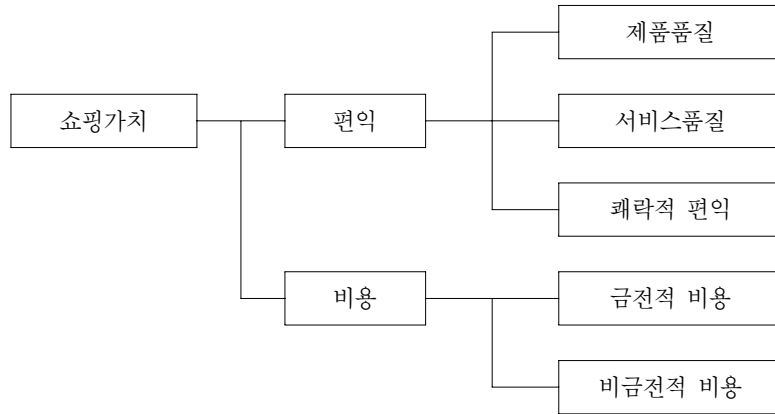 제품품질
쇼핑가치
편익
서비스품질
쾌락적 편익
비용
금전적 비용
비금전적 비용